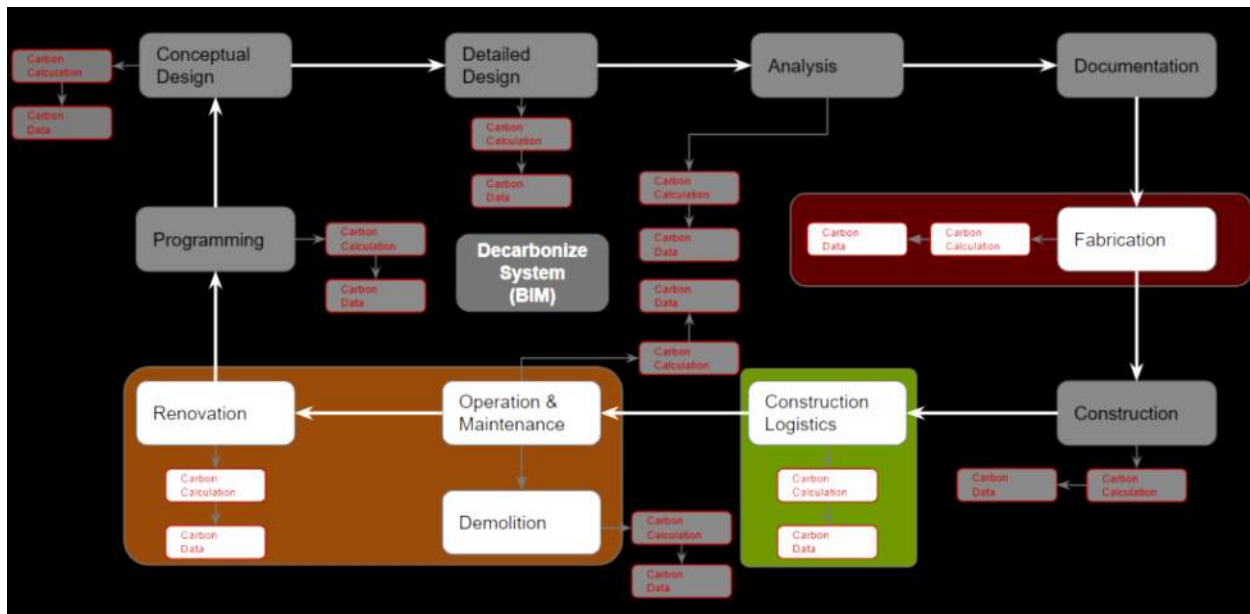 Conceptual
Design
Carbon
Calculation
Carbon
Data
Detailed
Design
Carbon
Calculation
Carbon
Data
Analysis
Carbon
Calculation
Carbon
Data
Documentation
Programming
Carbon
Calculation
Carbon
Data
Decarbonize
System
(BIM)
Carbon
Data
Carbon
Calculation
Fabrication
Carbon
Calculation
Carbon
Data
Renovation
Carbon
Calculation
Carbon
Data
Operation &
Maintenance
Demolition
Carbon
Calculation
Carbon
Data
Construction
Logistics
Carbon
Calculation
Carbon
Data
Construction
Carbon
Calculation
Carbon
Data